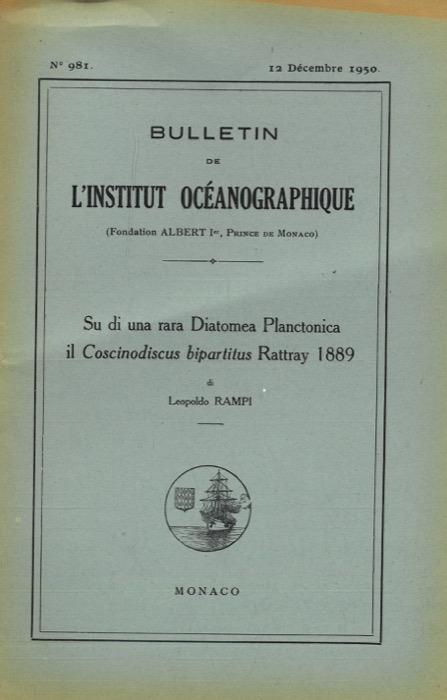 Nº 981.
12 Décembre 1950.
BULLETIN
DE
L'INSTITUT OCÉANOGRAPHIQUE
(Fondation ALBERT Iᵉʳ, PRINCE DE MONACO)
Su di una rara Diatomea Planctonica
il Coscinodiscus bipartitus Rattray 1889
di
Leopoldo RAMPI
MONACO